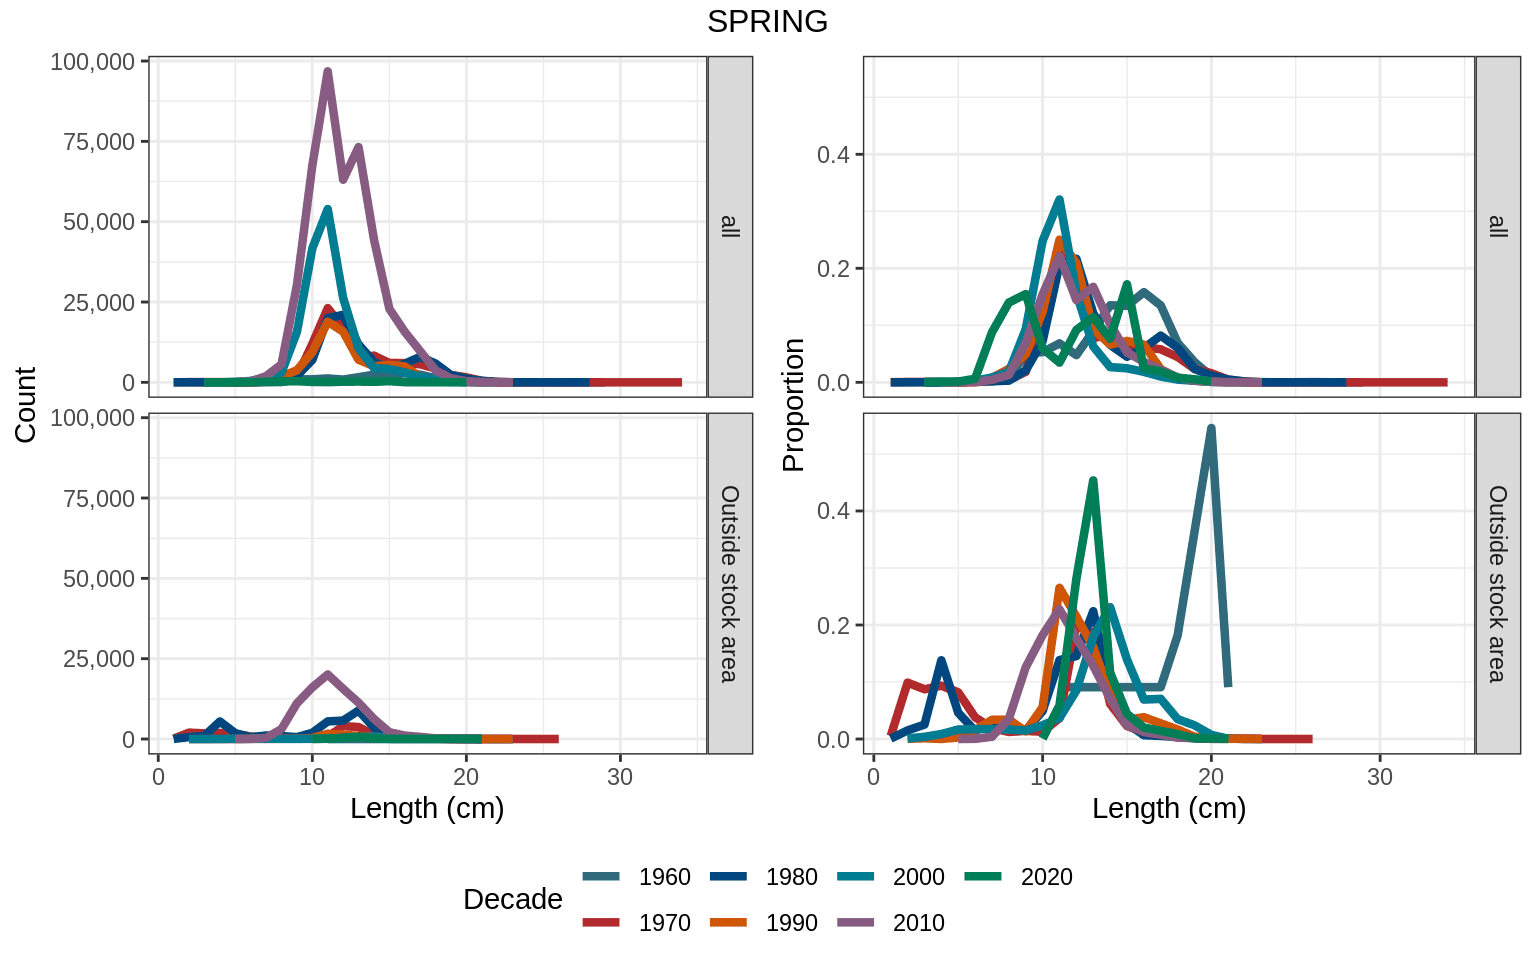 SPRING
Count
100,000
75,000
50,000
25,000
0
all
100,000
75,000
50,000
25,000
0
Outside stock area
0 10 20 30
Length (cm)
Proportion
0.4
0.2
0.0
all
0.4
0.2
0.0
Outside stock area
0 10 20 30
Length (cm)
Decade
1960 1980 2000 2020
1970 1990 2010